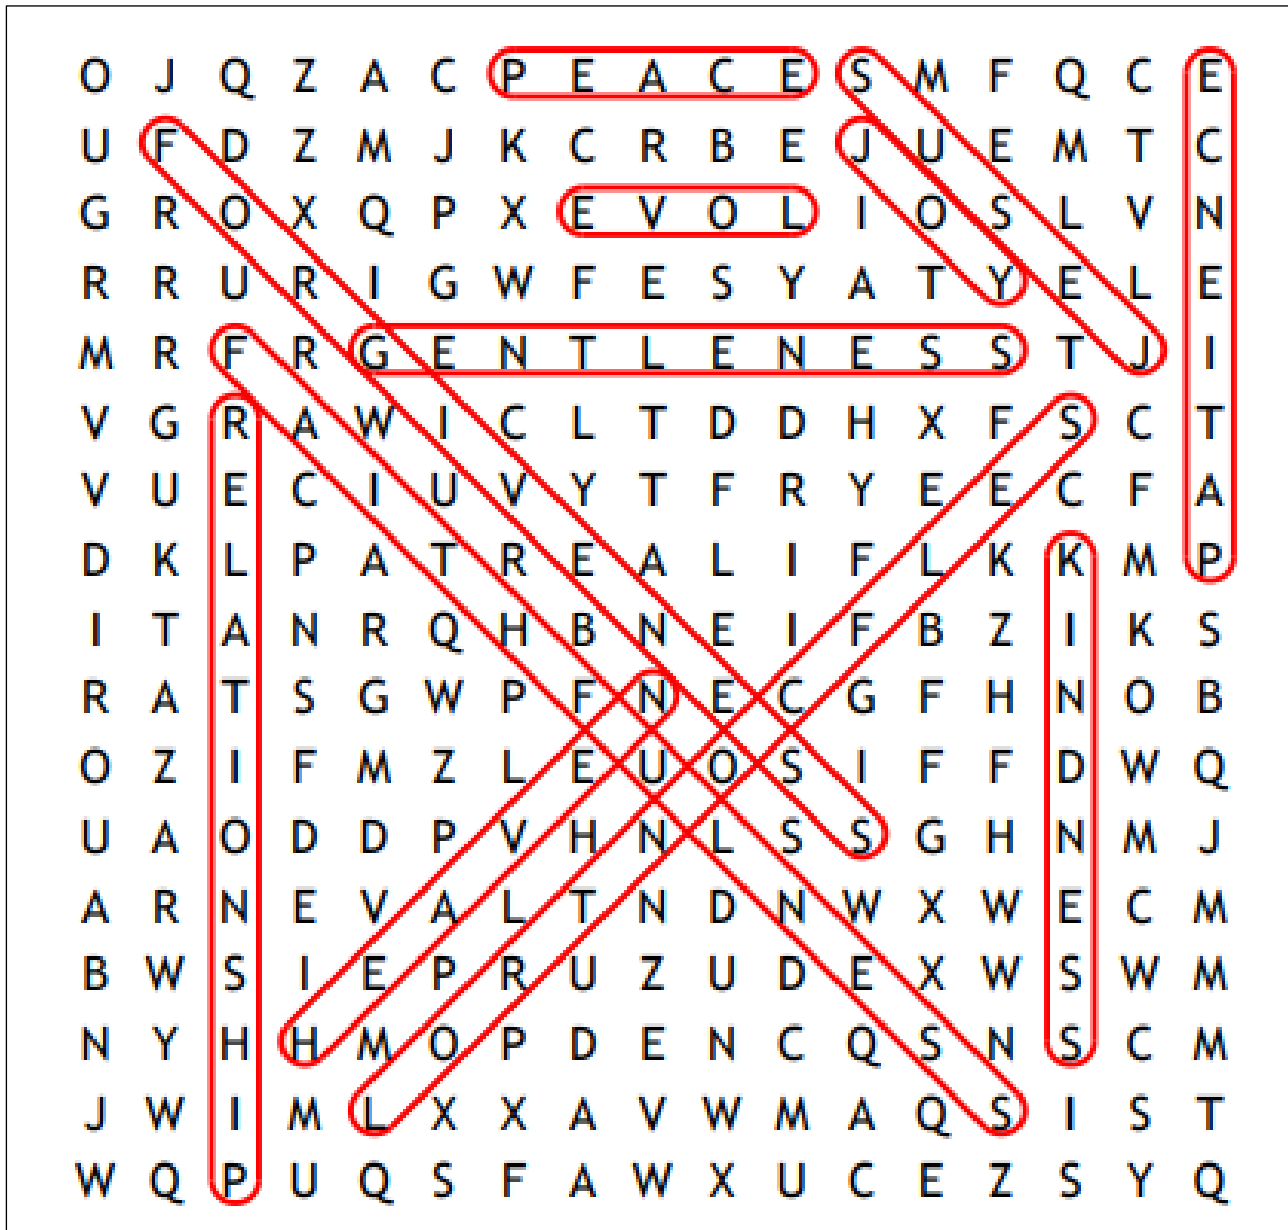 O J Q Z A C P E A C E S M F Q C E
U F D Z M J K C R B E J U E M T C
G R O X Q P X E V O L I O S L V N
R R U R I G W F E S Y A T Y E L E
M R F R G E N T L E N E S S T J I
V G R A W I C L T D D H X F S C T
V U E C I U V Y T F R Y E E C F A
D K L P A T R E A L I F L K K M P
I T A N R Q H B N E I F B Z I K S
R A T S G W P F N E C G F H N O B
O Z I F M Z L E U O S I F F D W Q
U A O D D P V H N L S S G H N M J
A R N E V A L T N D N W X W E C M
B W S I E P R U Z U D E X W S W M
N Y H H M O P D E N C Q S N S C M
J W I M L X X A V W M A Q S I S T
W Q P U Q S F A W X U C E Z S Y Q